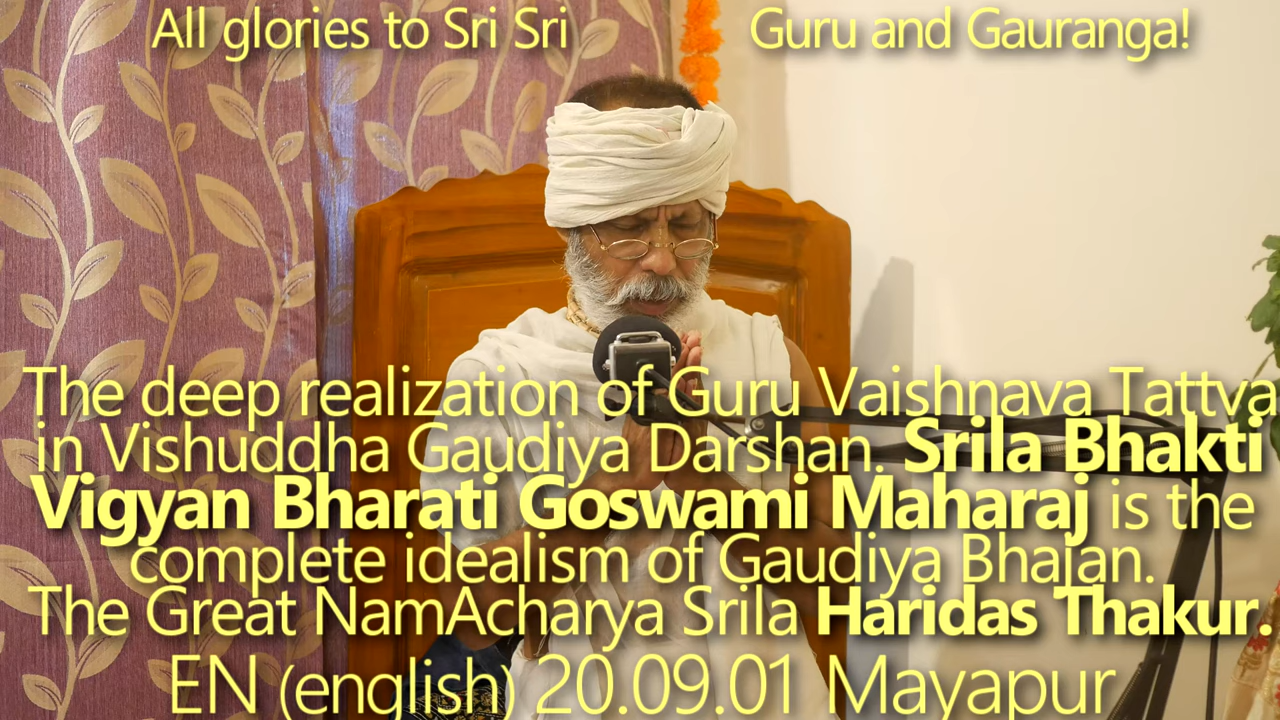 All glories to Sri Sri Guru and Gauranga!
The deep realization of Guru Vaishnava Tattva
in Vishuddha Gaudiya Darshan. Srila Bhakti
Vigyan Bharati Goswami Maharaj is the
complete idealism of Gaudiya Bhajan.
The Great NamAcharya Srila Haridas Thakur.
EN (english) 20.09.01 Mayapur